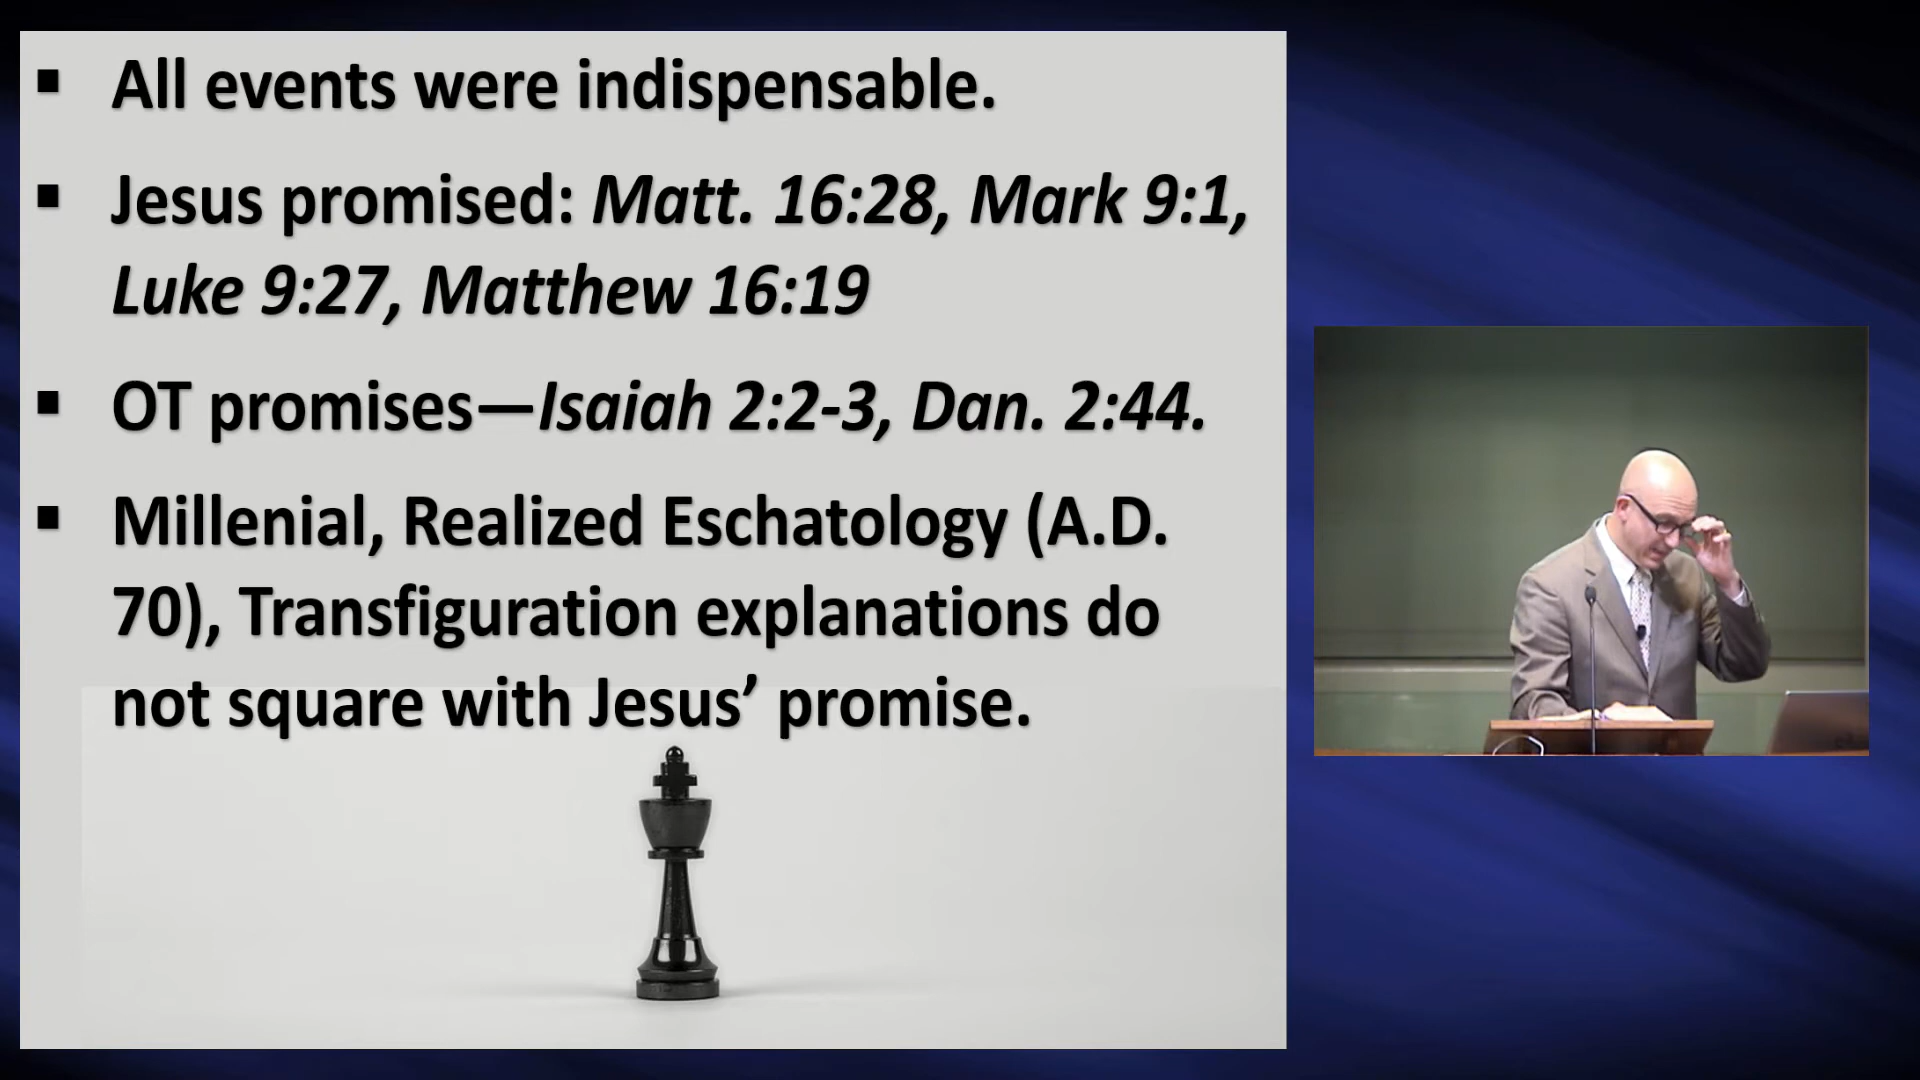 ▪ All events were indispensable.
▪ Jesus promised: Matt. 16:28, Mark 9:1,
Luke 9:27, Matthew 16:19
▪ OT promises—Isaiah 2:2-3, Dan. 2:44.
▪ Millenial, Realized Eschatology (A.D.
70), Transfiguration explanations do
not square with Jesus’ promise.